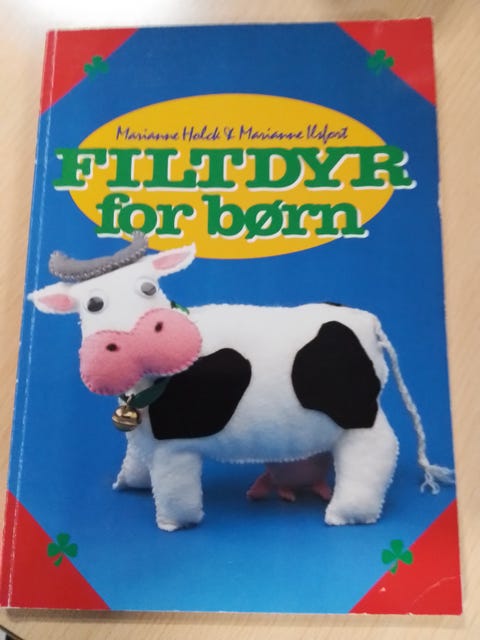 Marianne Holck & Marianne Ilsfort
FILTDYR
for børn